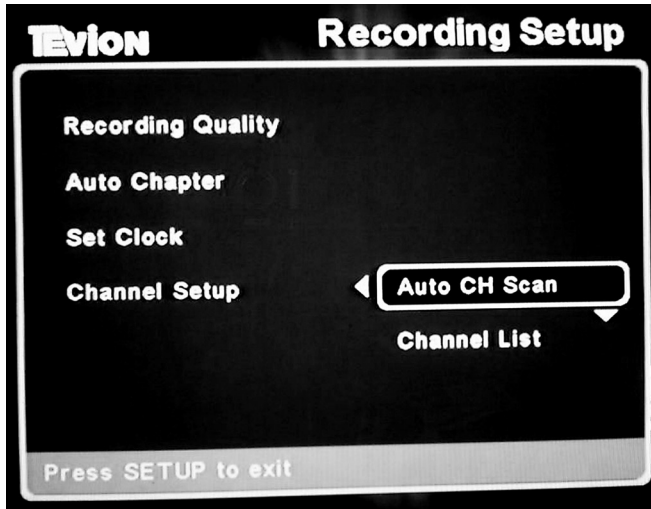 TEVION
Recording Setup
Recording Quality
Auto Chapter
Set Clock
Channel Setup
Auto CH Scan
Channel List
Press SETUP to exit